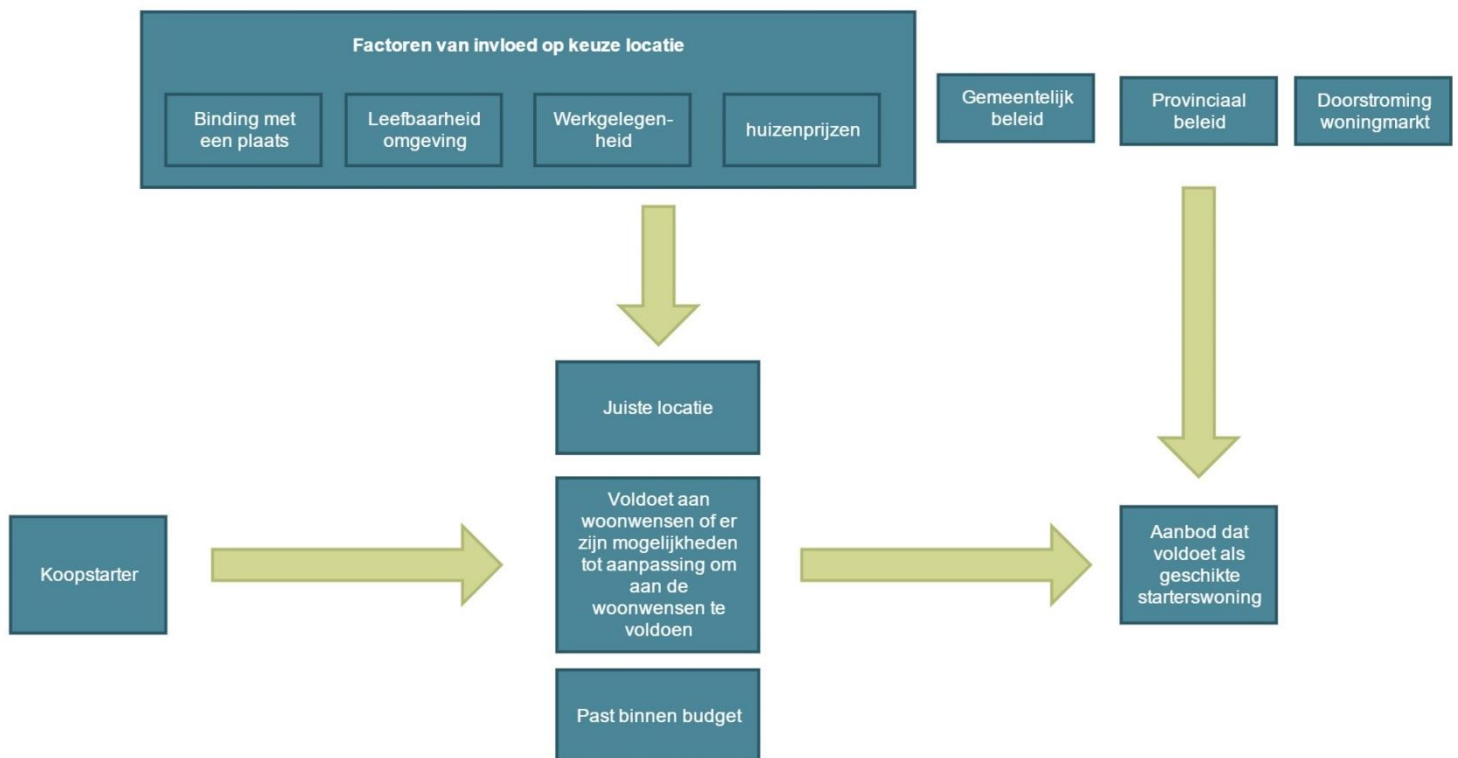 Factoren van invloed op keuze locatie
Binding met
een plaats
Leefbaarheid
omgeving
Werkgelegen-
heid
huizenprijzen
Gemeentelijk
beleid
Provinciaal
beleid
Doorstroming
woningmarkt
Juiste locatie
Koopstarter
Voldoet aan
woonwensen of er
zijn mogelijkheden
tot aanpassing om
aan de
woonwensen te
voldoen
Aanbod dat
voldoet als
geschikte
starterswoning
Past binnen budget